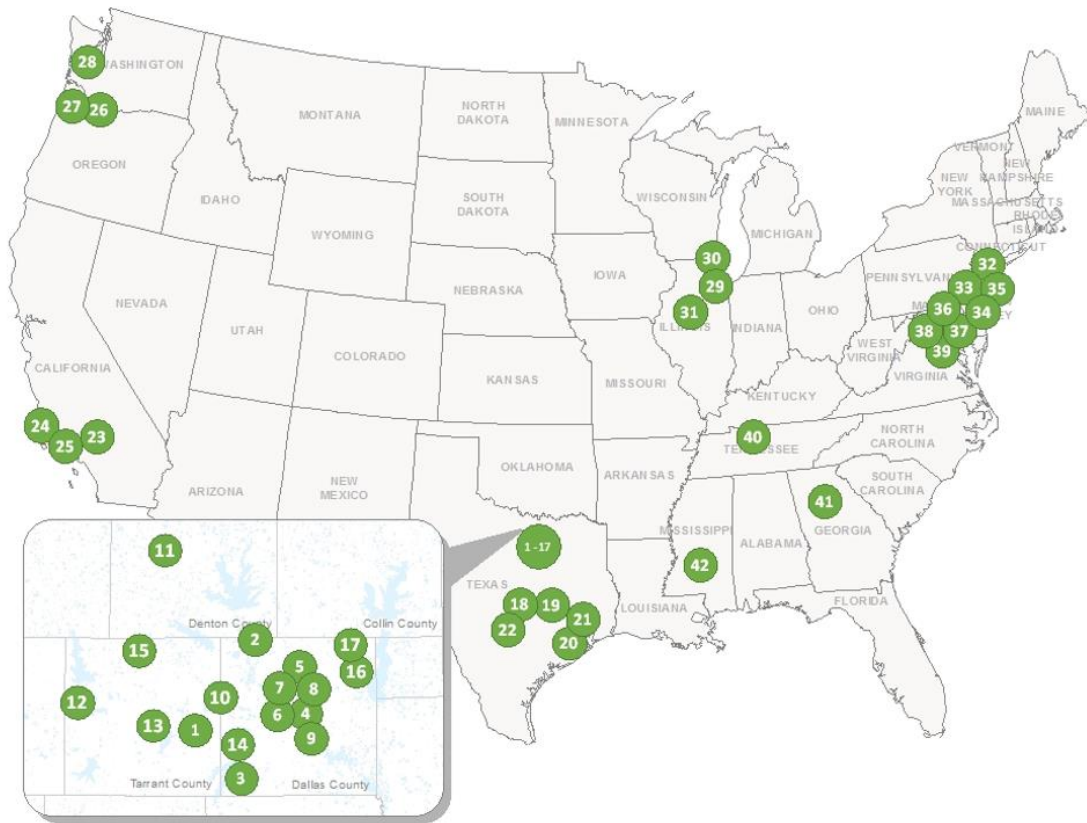 MAINE
28
WASHINGTON
27
26
MONTANA
NORTH
DAKOTA
MINNESOTA
VERMONT
NEW
HAMPSHIRE
NEW
YORK
OREGON
IDAHO
SOUTH
DAKOTA
WISCONSIN
MICHIGAN
MASSACHUSETTS
RHODE
ISLAND
CONNECTICUT
WYOMING
30
32
IOWA
29
PENNSYLVAN
33
35
NEVADA
NEBRASKA
31
ILLINOIS
INDIANA
OHIO
36
34
UTAH
38
37
39
WEST
VIRGINIA
VIRGINIA
CALIFORNIA
COLORADO
KANSAS
MISSOURI
KENTUCKY
24
25
23
40
TENNESSEE
NORTH
CAROLINA
ARIZONA
NEW
MEXICO
OKLAHOMA
ARKANSAS
SOUTH
CAROLINA
41
GEORGIA
MISSISSIPPI
ALABAMA
1 - 17
42
TEXAS
18
19
21
LOUISIANA
FLORIDA
22
20
11
Denton County
Collin County
2
17
15
5
16
7
8
12
10
6
4
13
1
14
9
3
Tarrant County
Dallas County